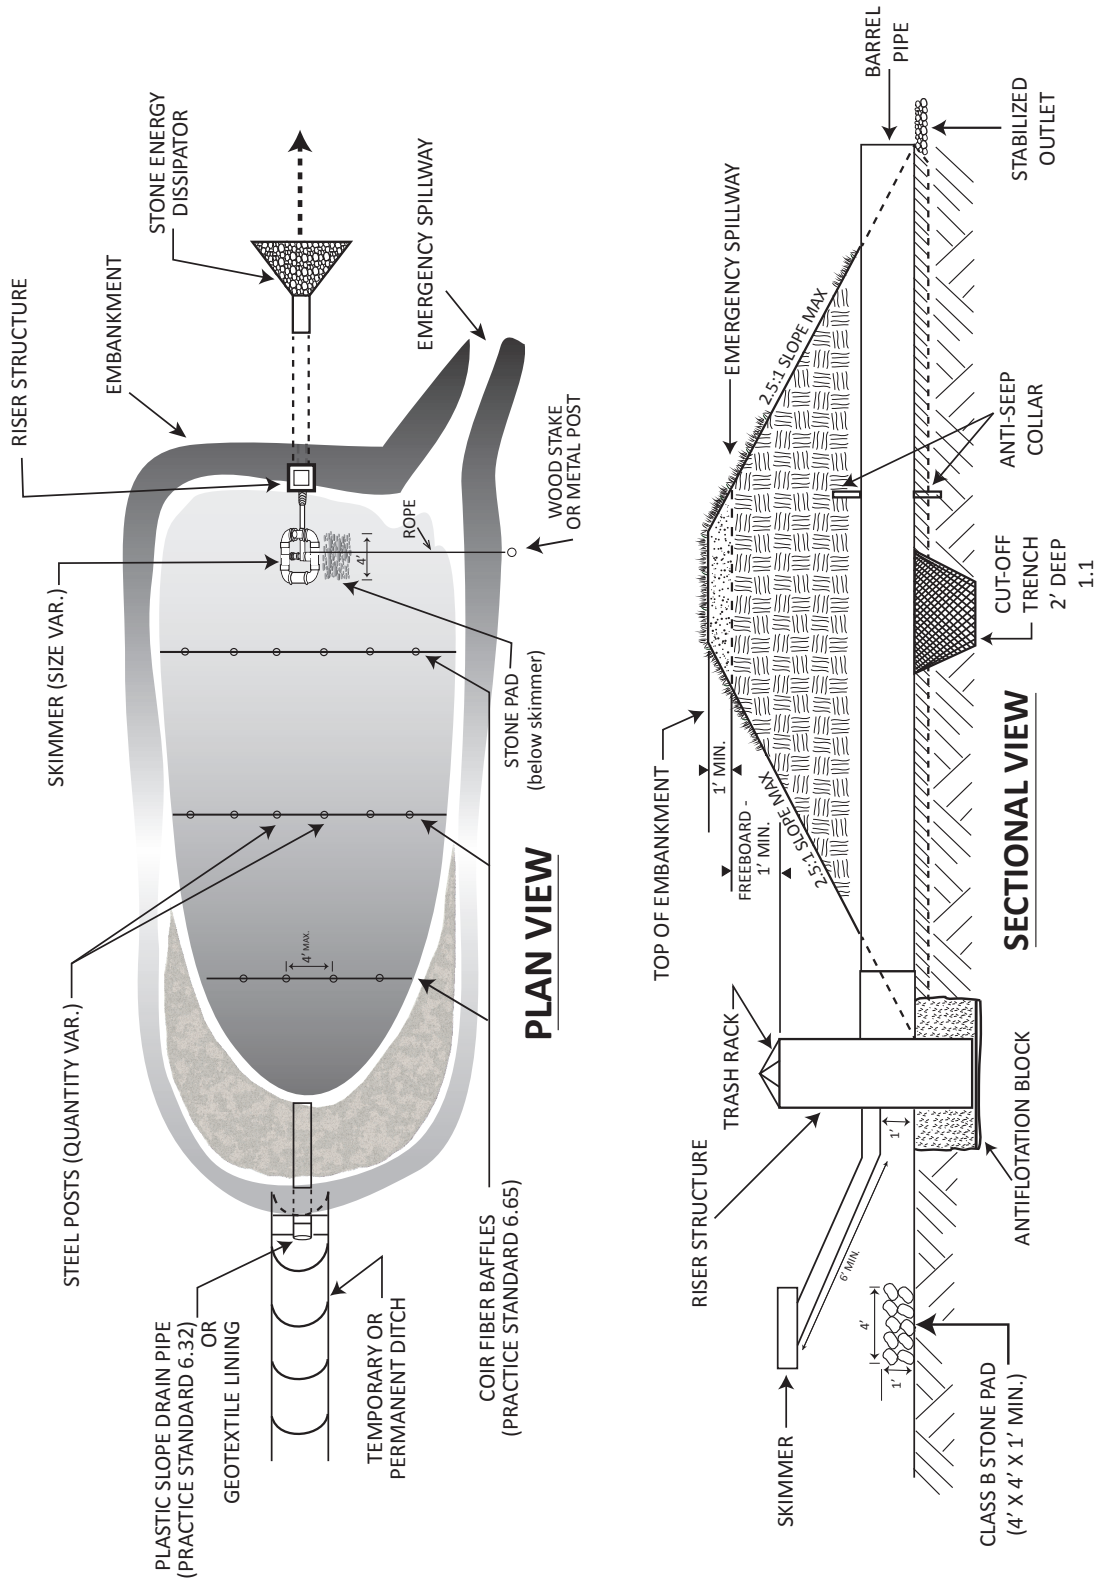 RISER STRUCTURE
EMBANKMENT
STONE ENERGY
DISSIPATOR
SKIMMER (SIZE VAR.)
EMERGENCY SPILLWAY
STEEL POSTS (QUANTITY VAR.)
4' MAX.
4'
ROPE
WOOD STAKE
OR METAL POST
STONE PAD
(below skimmer)
PLASTIC SLOPE DRAIN PIPE
(PRACTICE STANDARD 6.32)
OR
GEOTEXTILE LINING
TEMPORARY OR
PERMANENT DITCH
COIR FIBER BAFFLES
(PRACTICE STANDARD 6.65)
PLAN VIEW
TOP OF EMBANKMENT
1' MIN.
FREEBOARD -
1' MIN.
2.5:1 SLOPE MAX
2.5:1 SLOPE MAX
EMERGENCY SPILLWAY
BARREL
PIPE
TRASH RACK
RISER STRUCTURE
6' MIN.
1'
4'
1'
SKIMMER
CLASS B STONE PAD
(4' X 4' X 1' MIN.)
ANTIFLOTATION BLOCK
CUT-OFF
TRENCH
2' DEEP
1.1
ANTI-SEEP
COLLAR
STABILIZED
OUTLET
SECTIONAL VIEW